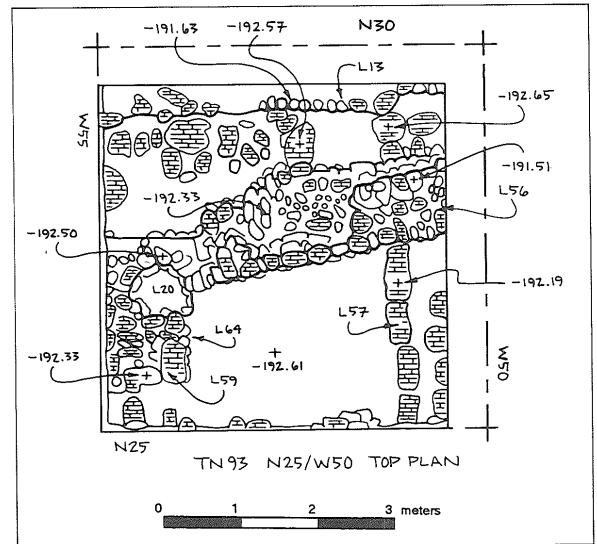 N30
-191.63 -192.57
L13
W55
-192.65
-191.51
-192.33
L56
-192.50
L20
-192.19
L57
L64
-192.33
-192.61
L59
W50
N25
TN93 N25/W50 TOP PLAN
0 1 2 3 meters